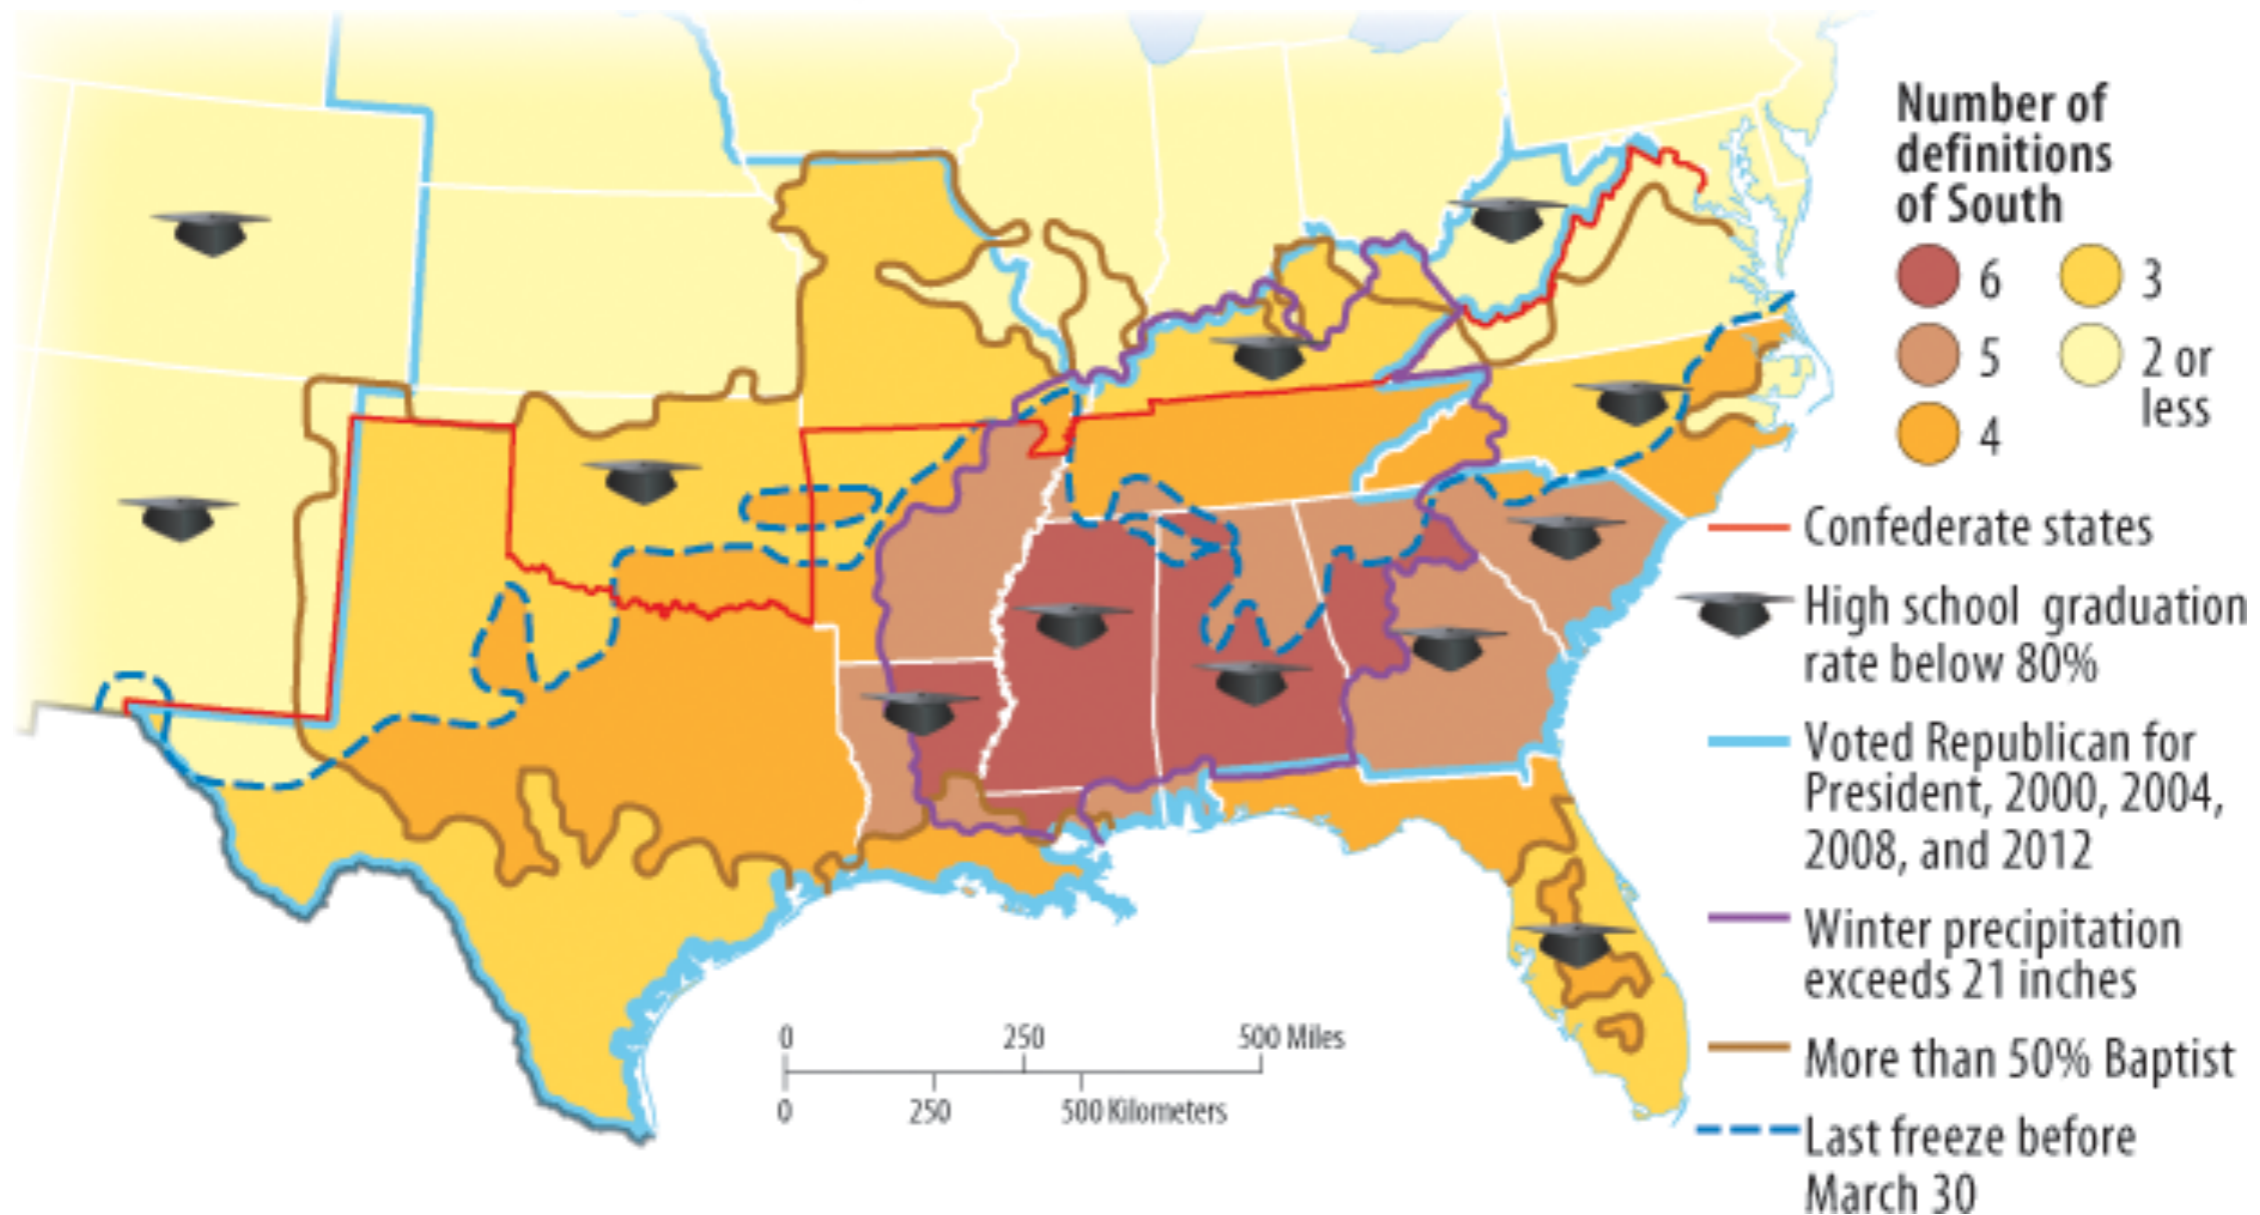 Number of
definitions
of South
6
3
5
2 or
less
4
Confederate states
High school graduation
rate below 80%
Voted Republican for
President, 2000, 2004,
2008, and 2012
Winter precipitation
exceeds 21 inches
More than 50% Baptist
Last freeze before
March 30
0 250 500 Miles
0 250 500 Kilometers